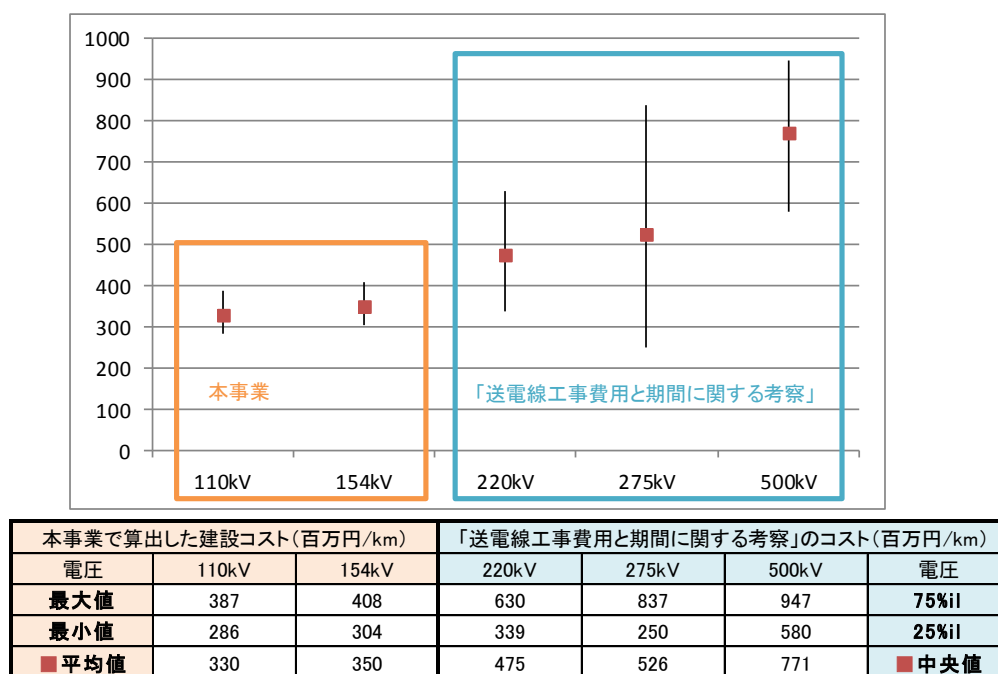 1000
900
800
700
600
500
400
300
200
100
0
本事業
「送電線工事費用と期間に関する考察」
110kV 154kV 220kV 275kV 500kV
本事業で算出した建設コスト(百万円/km) 「送電線工事費用と期間に関する考察」のコスト(百万円/km)
電圧 110kV 154kV 220kV 275kV 500kV 電圧
最大値 387 408 630 837 947 75%il
最小値 286 304 339 250 580 25%il
■平均値 330 350 475 526 771 ■中央値